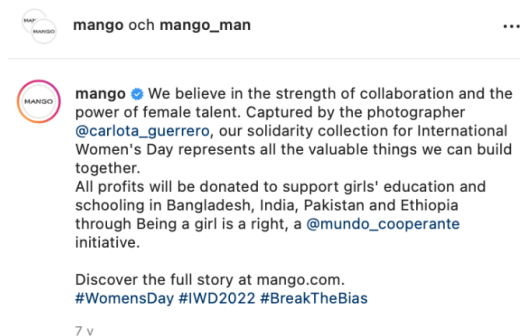 MANGO
mango och mango_man
...
MANGO
mango We believe in the strength of collaboration and the
power of female talent. Captured by the photographer
@carlota_guerrero, our solidarity collection for International
Women's Day represents all the valuable things we can build
together.
All profits will be donated to support girls' education and
schooling in Bangladesh, India, Pakistan and Ethiopia
through Being a girl is a right, a @mundo_cooperante
initiative.
Discover the full story at mango.com.
#WomensDay #IWD2022 #BreakTheBias
7 v